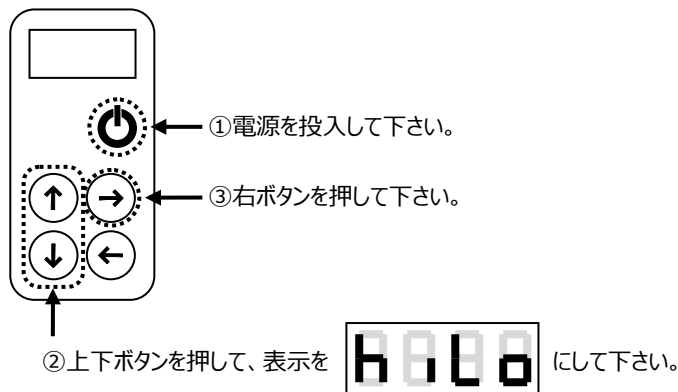 ①電源を投入して下さい。
③右ボタンを押して下さい。
②上下ボタンを押して、表示を hiLo にして下さい。